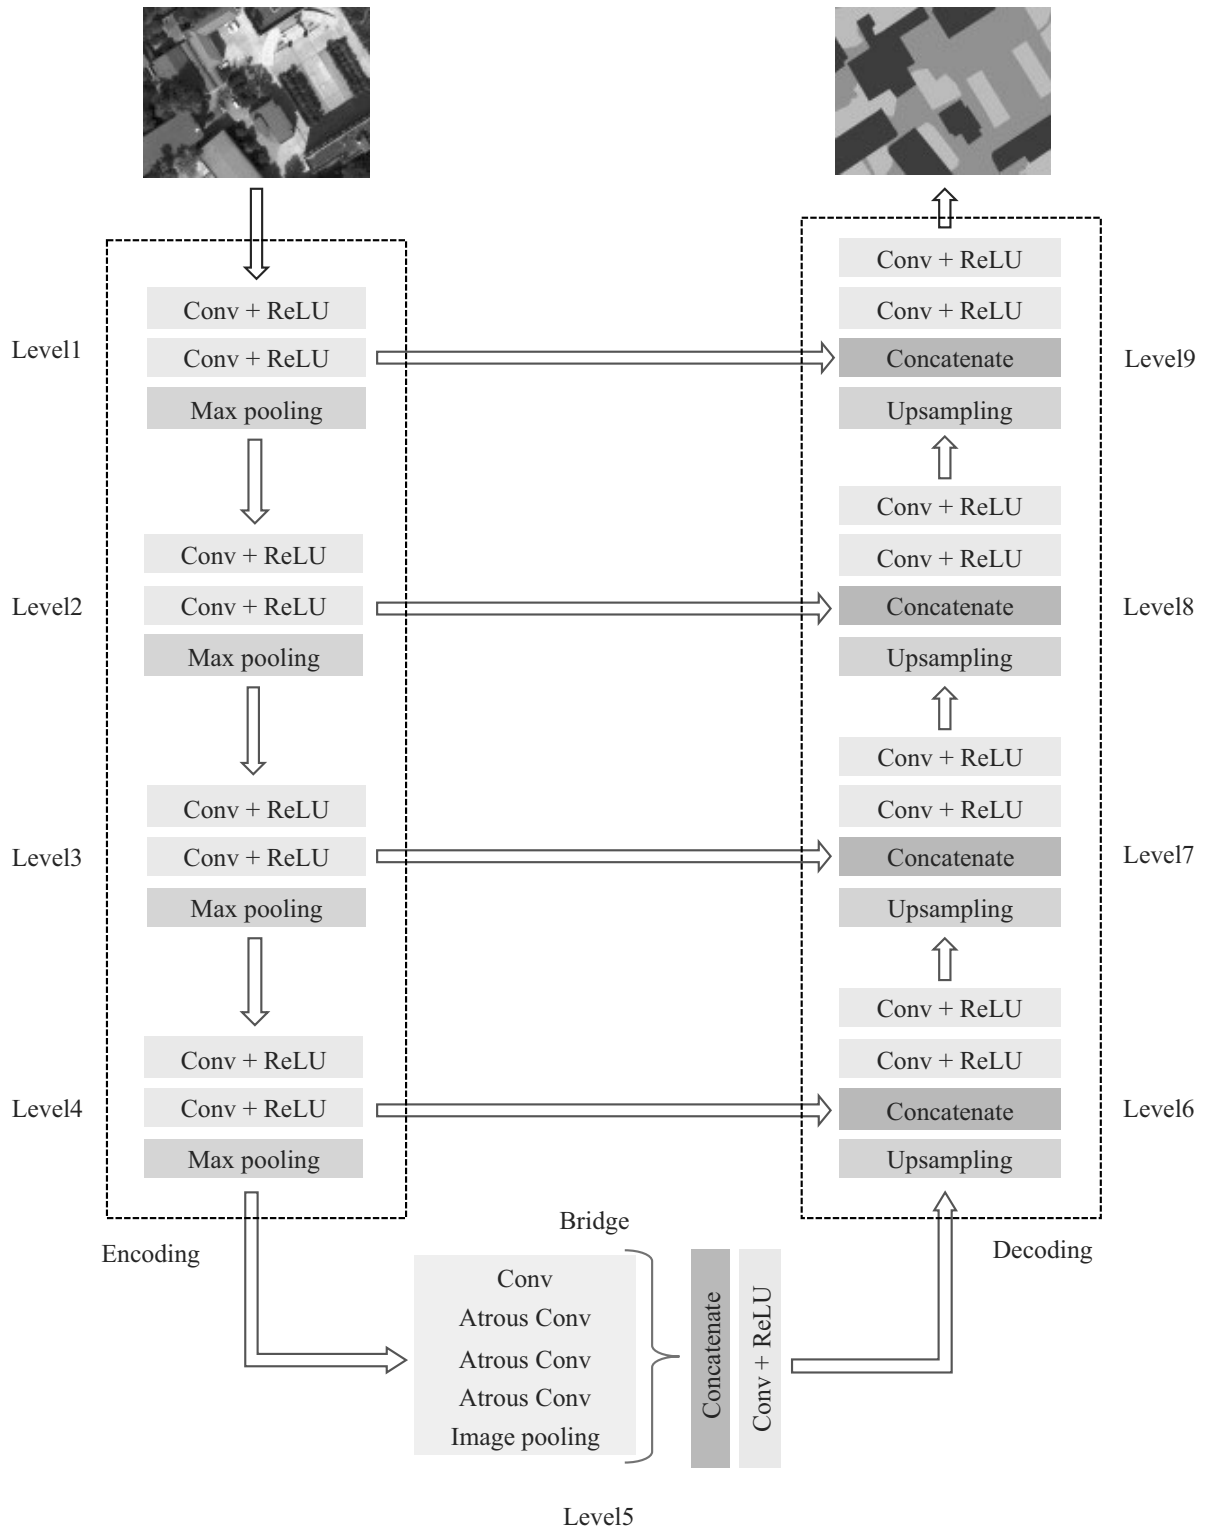 Level1
Conv + ReLU
Conv + ReLU
Max pooling
Level2
Conv + ReLU
Conv + ReLU
Max pooling
Level3
Conv + ReLU
Conv + ReLU
Max pooling
Level4
Conv + ReLU
Conv + ReLU
Max pooling
Encoding
Bridge
Conv
Atrous Conv
Atrous Conv
Atrous Conv
Image pooling
Concatenate
Conv + ReLU
Level5
Conv + ReLU
Conv + ReLU
Concatenate
Upsampling
Level9
Conv + ReLU
Conv + ReLU
Concatenate
Upsampling
Level8
Conv + ReLU
Conv + ReLU
Concatenate
Upsampling
Level7
Conv + ReLU
Conv + ReLU
Concatenate
Upsampling
Level6
Decoding